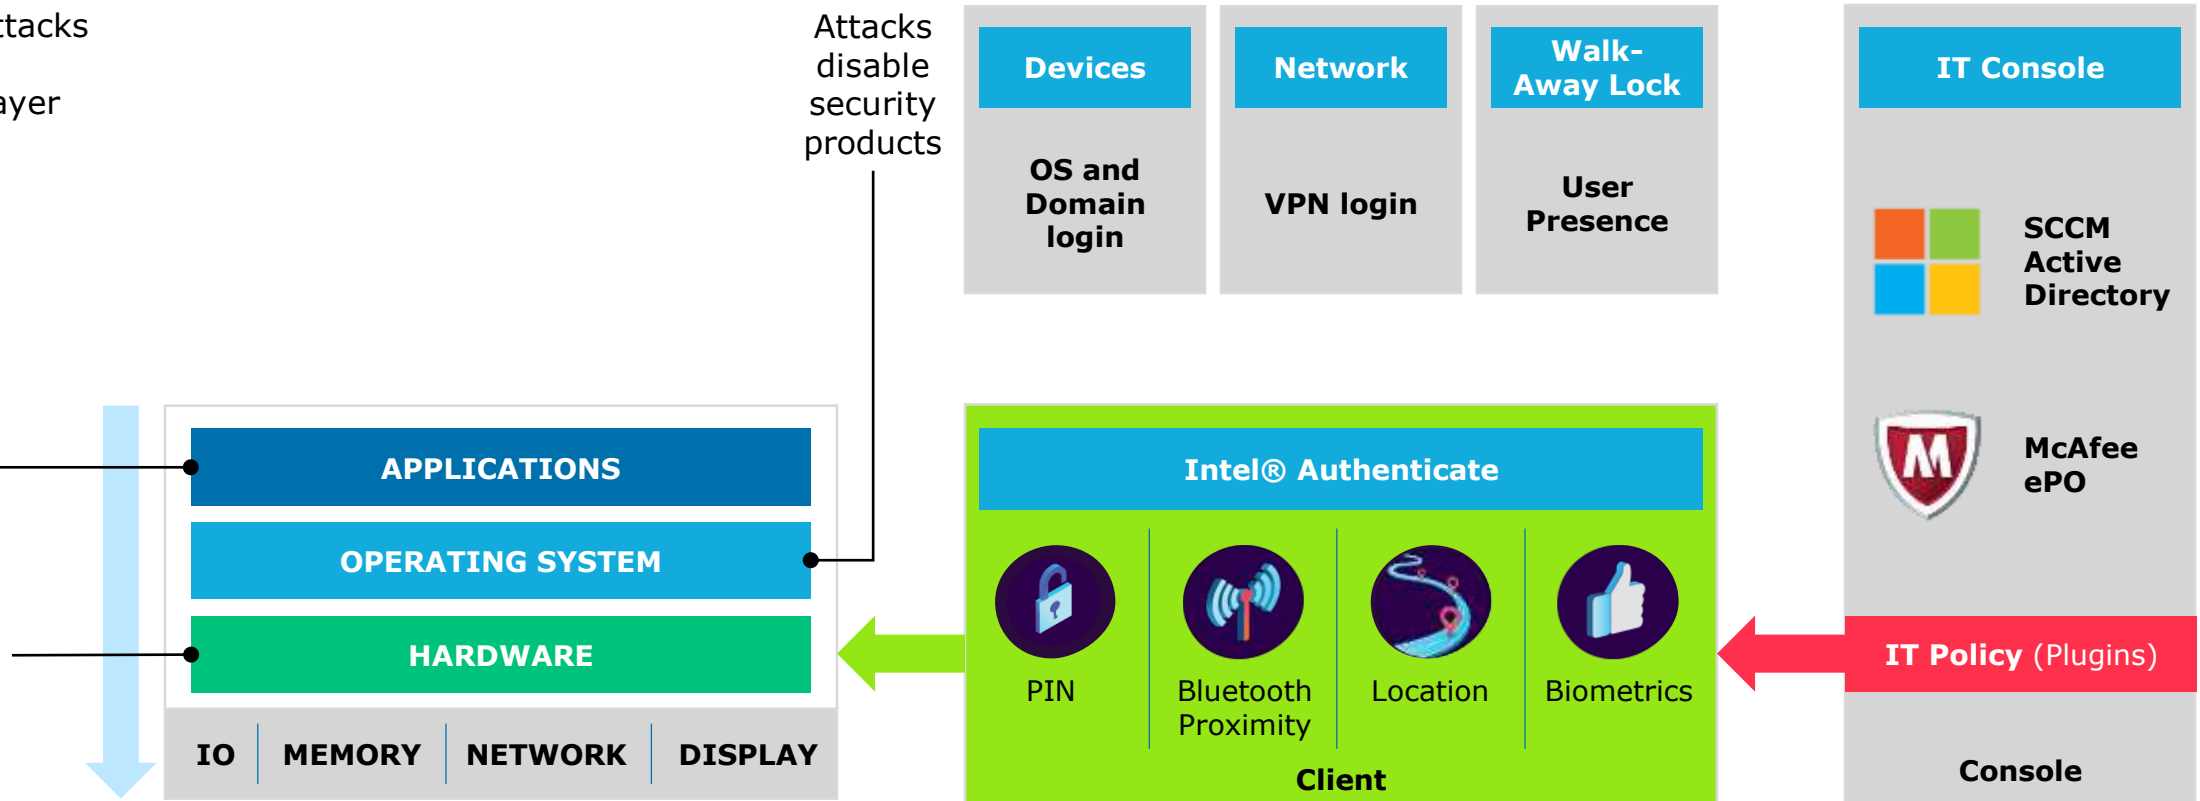 Attacks
disable
security
products
Devices
OS and
Domain
login
Network
VPN login
Walk-
Away Lock
User
Presence
IT Console
SCCM
Active
Directory
McAfee
ePO
IT Policy (Plugins)
Console
APPLICATIONS
OPERATING SYSTEM
HARDWARE
IO
MEMORY
NETWORK
DISPLAY
Intel® Authenticate
PIN
Bluetooth
Proximity
Location
Biometrics
Client